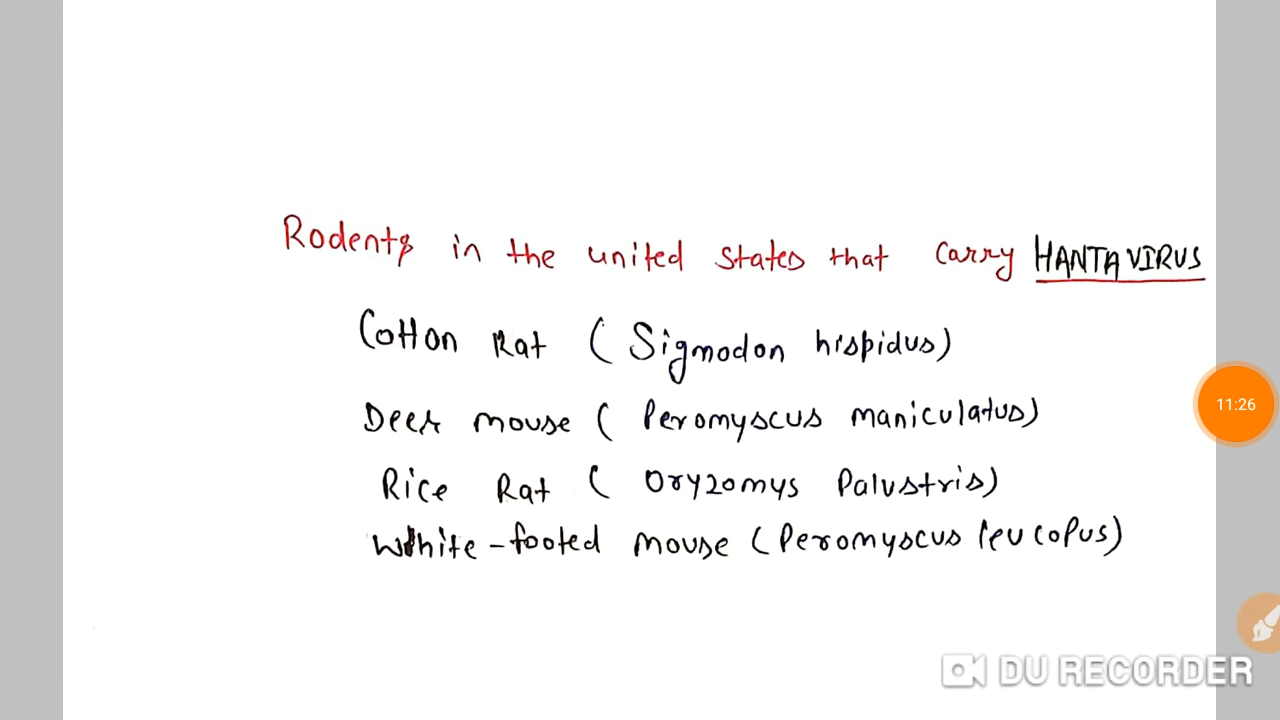 Rodents in the united states that carry HANTAVIRUS
Cotton Rat (Sigmodon hispidus)
Deer mouse (Peromyscus maniculatus)
11:26
Rice Rat (Oryzomys Palustris)
White-footed mouse (Peromyscus leucopus)
DU RECORDER